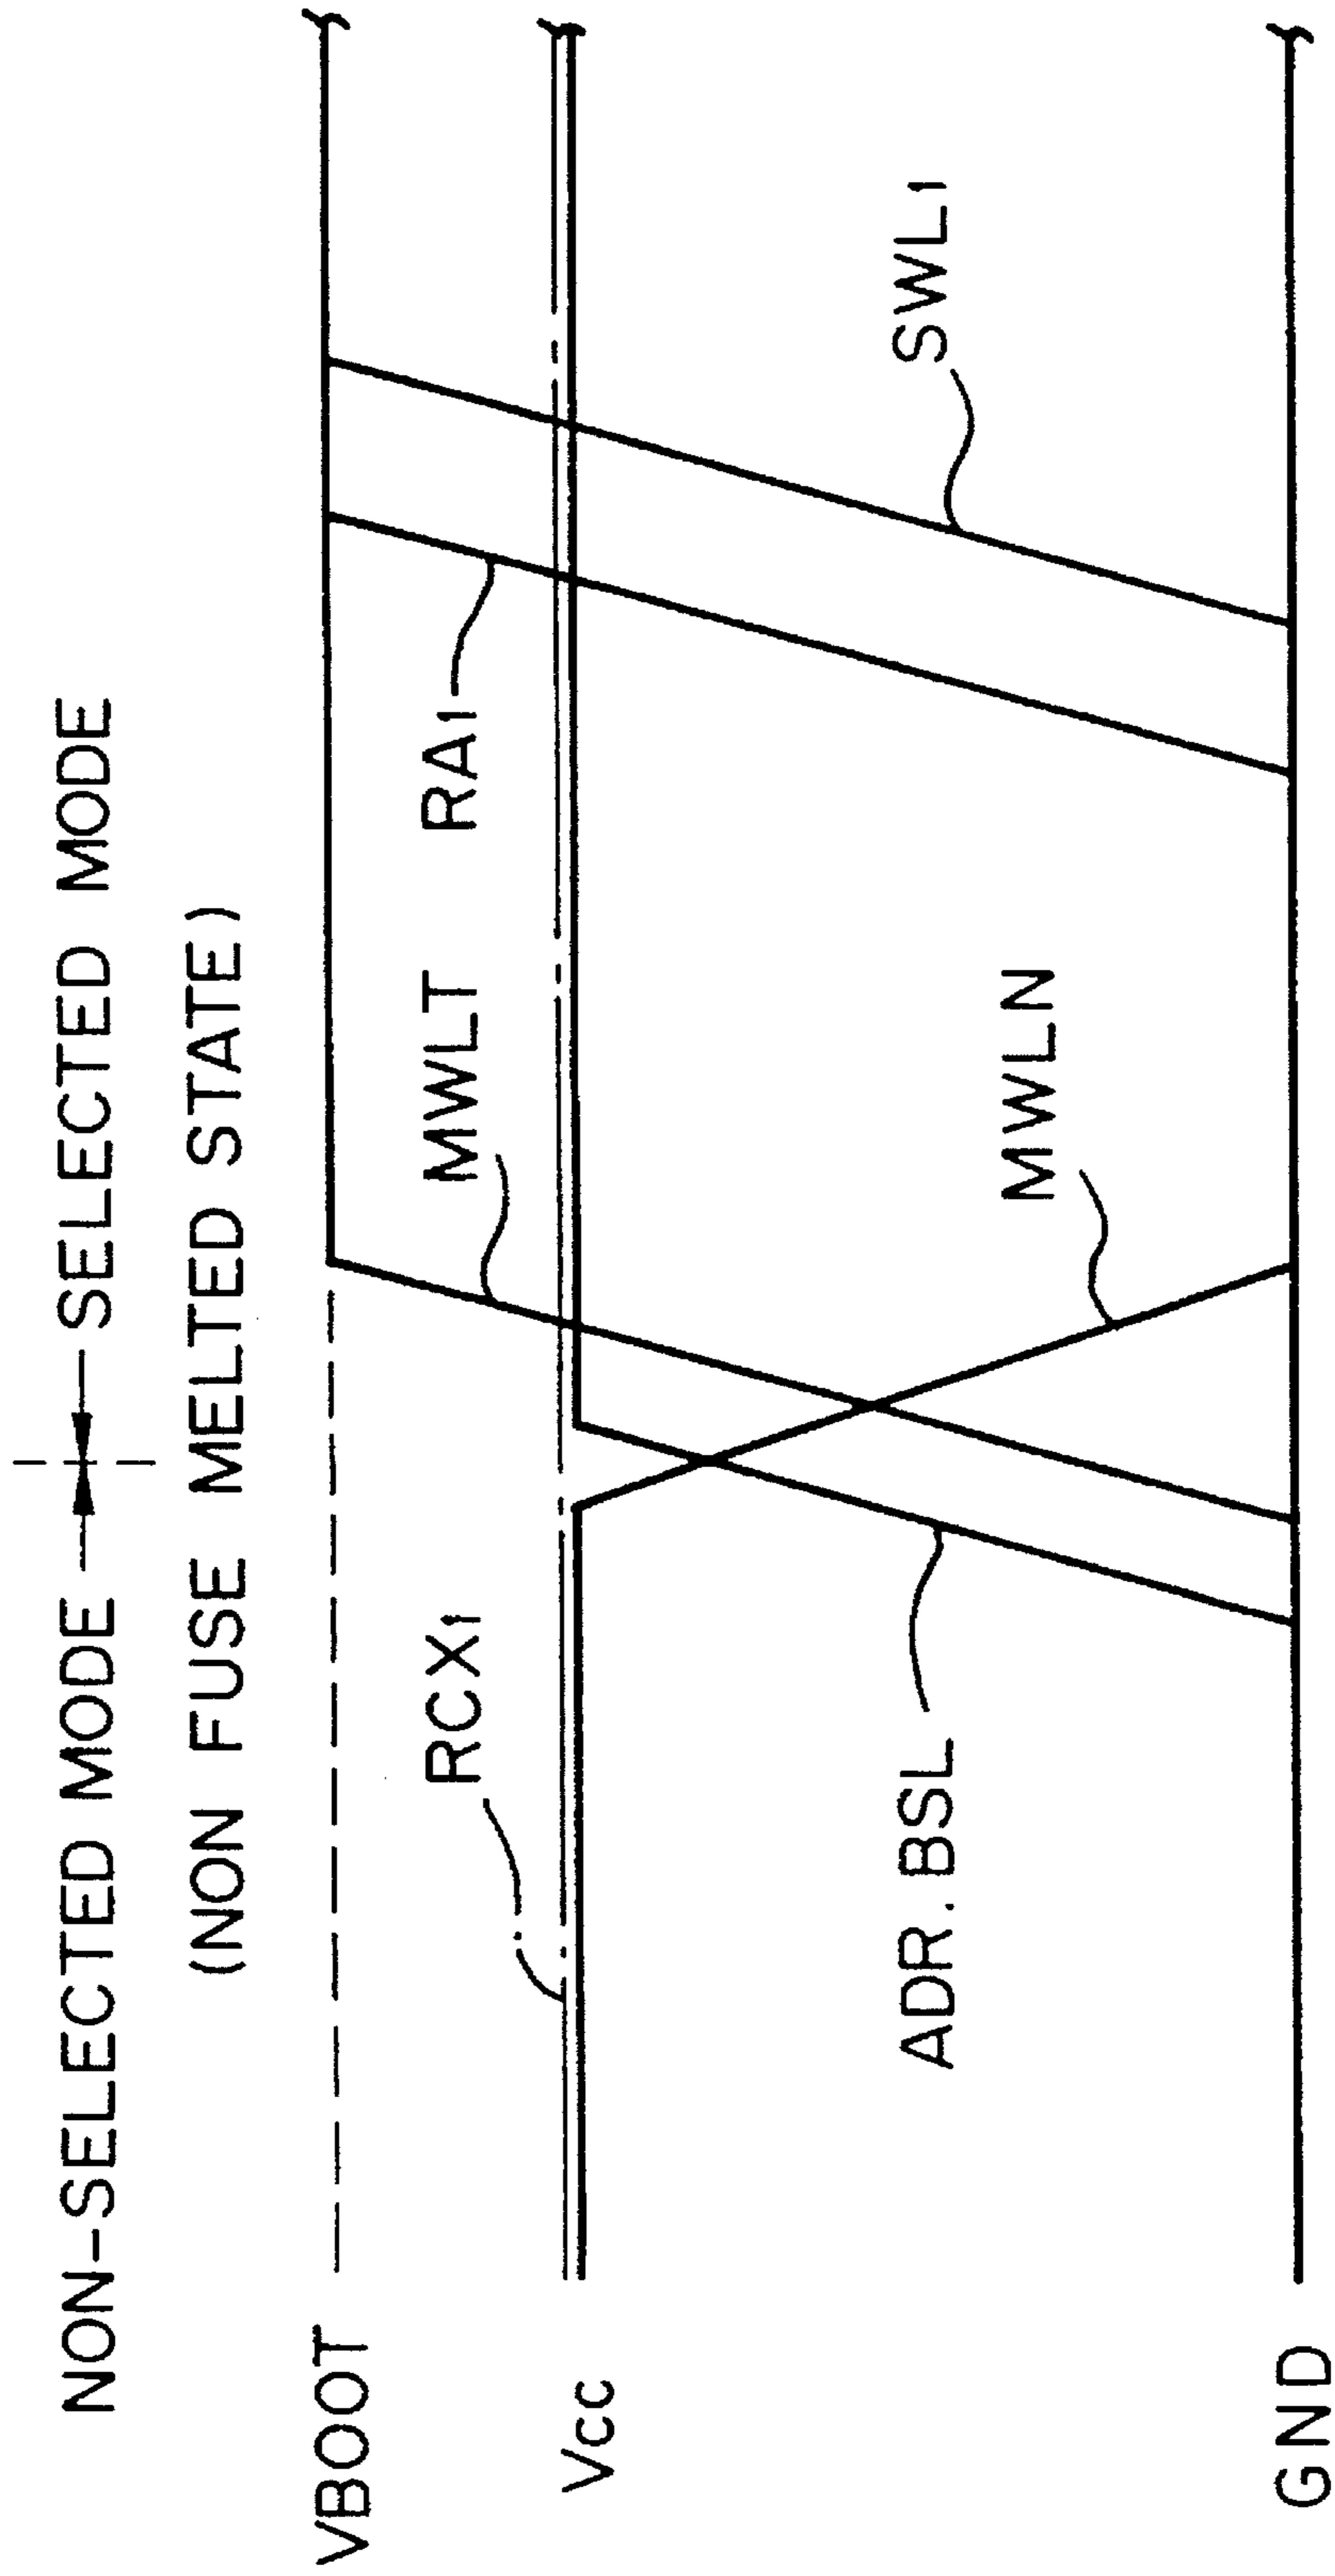 NON-SELECTED MODE SELECTED MODE
(NON FUSE MELTED STATE)
VBOOT
RCX1 MWLT RA1
Vcc
ADR.BSL MWLN SWL1
GND